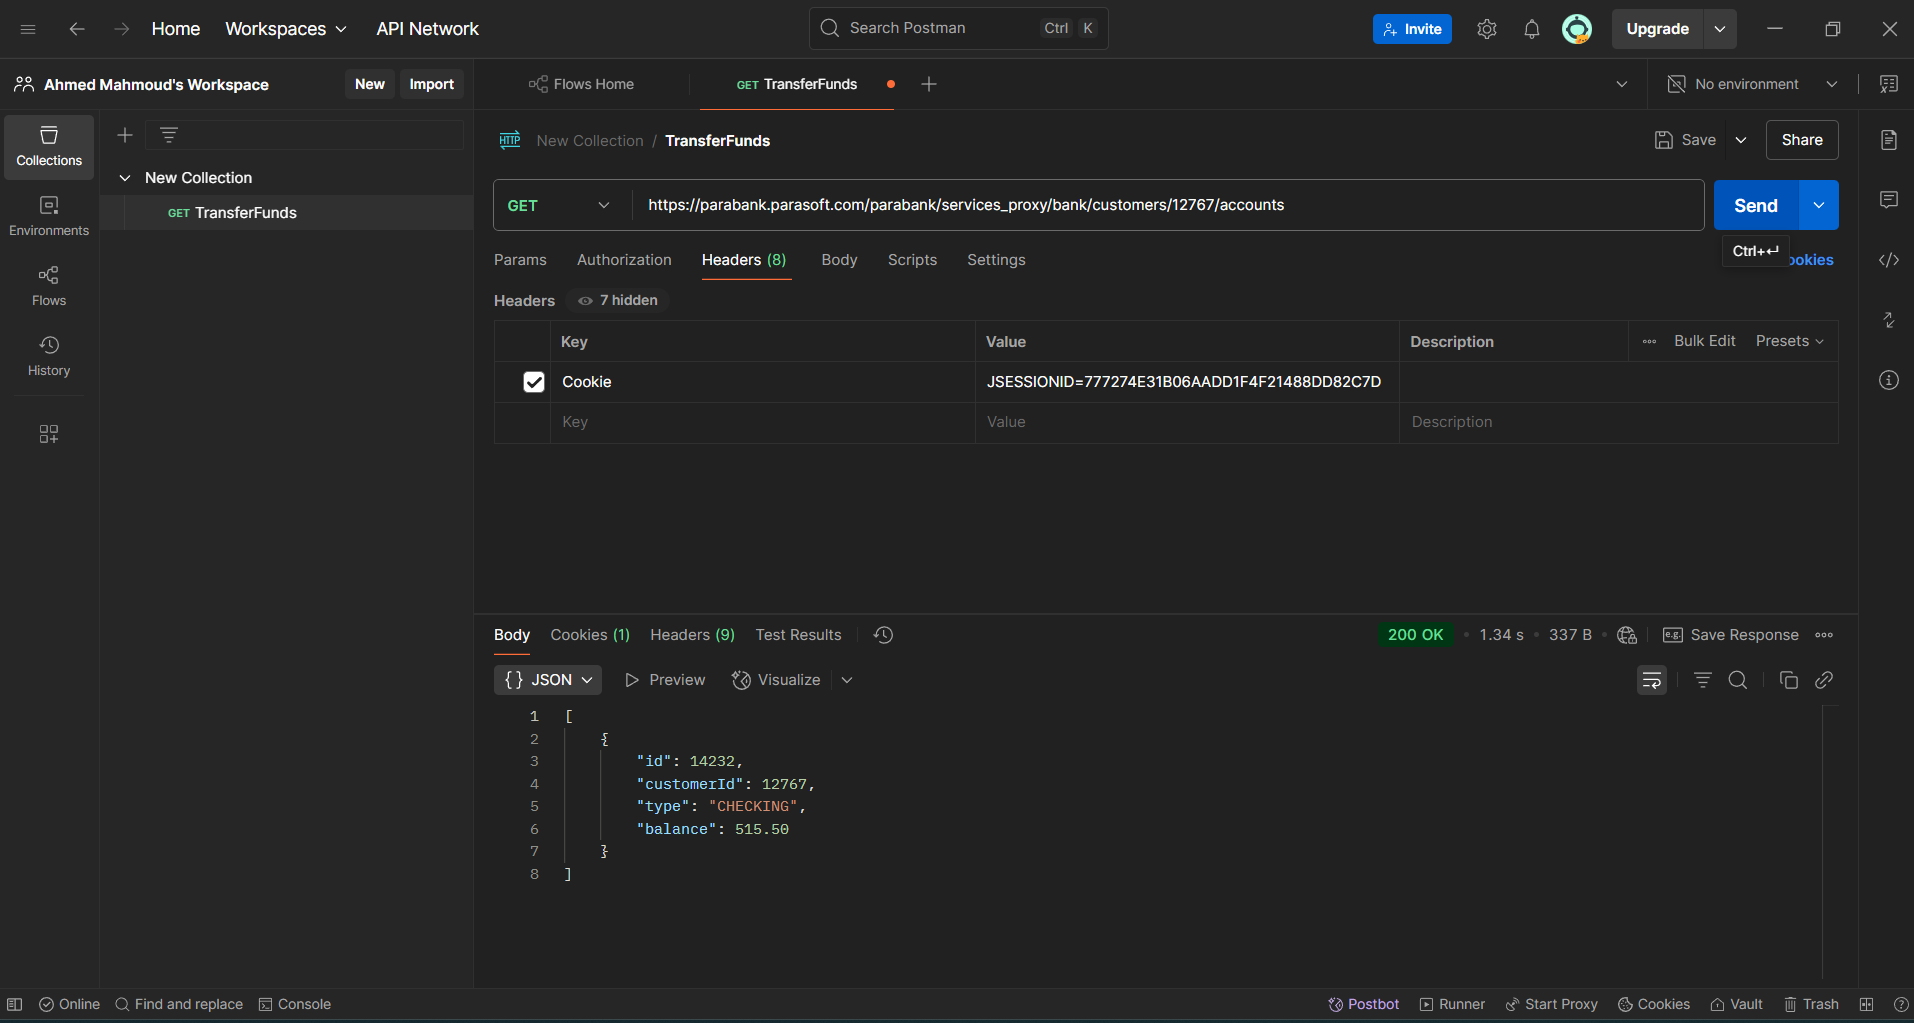 Home Workspaces API Network Search Postman Ctrl K Invite Upgrade
Ahmed Mahmoud's Workspace New Import Flows Home GET TransferFunds No environment
Collections
Environments
Flows
History
New Collection
GET TransferFunds
HTTP New Collection / TransferFunds Save Share
GET https://parabank.parasoft.com/parabank/services_proxy/bank/customers/12767/accounts Send
Ctrl+↵
Params Authorization Headers (8) Body Scripts Settings ookies
Headers 7 hidden
Key Value Description Bulk Edit Presets
Cookie JSESSIONID=777274E31B06AADD1F4F21488DD82C7D
Key Value Description
Body Cookies (1) Headers (9) Test Results 200 OK • 1.34 s • 337 B • e.g. Save Response
{} JSON Preview Visualize
1 [
2 {
3 "id": 14232,
4 "customerId": 12767,
5 "type": "CHECKING",
6 "balance": 515.50
7 }
8 ]
Online Find and replace Console Postbot Runner Start Proxy Cookies Vault Trash